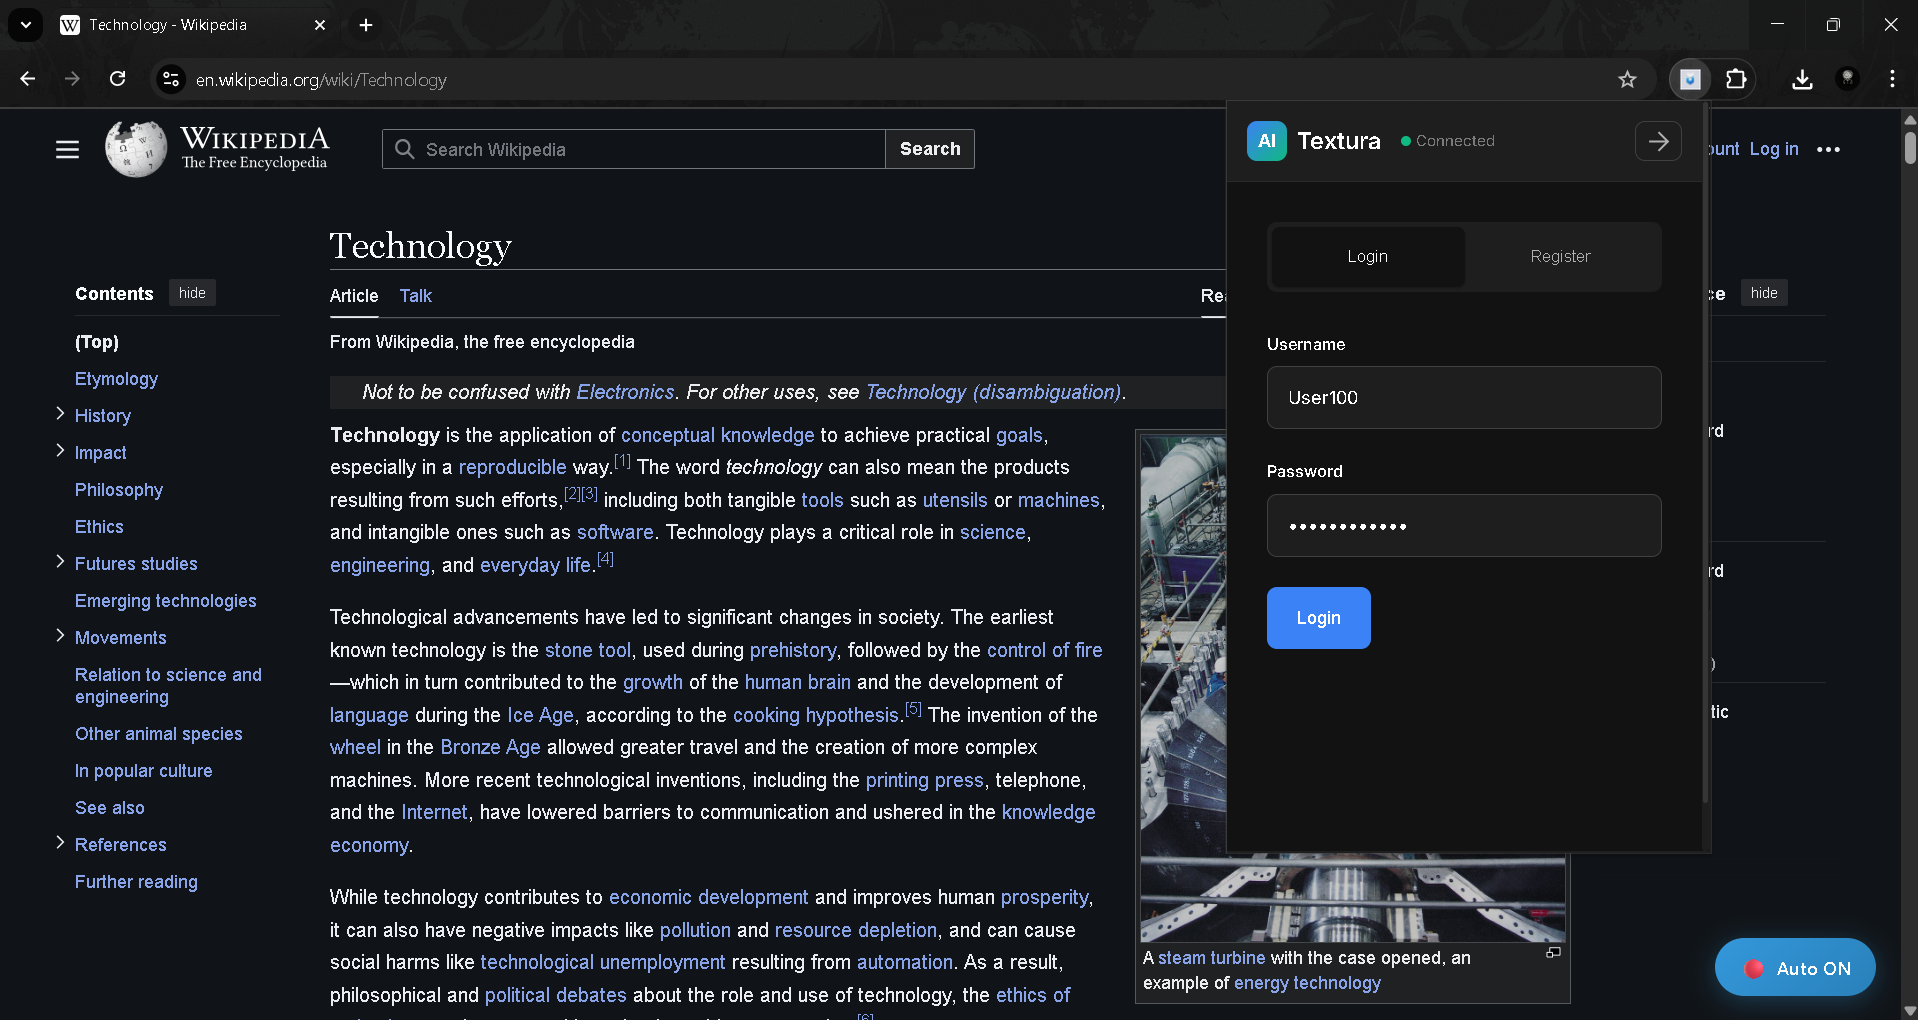 Technology - Wikipedia
en.wikipedia.org/wiki/Technology
WIKIPEDIA
The Free Encyclopedia
Search Wikipedia
Search
Log in
AI
Textura
Connected
Login
Register
Username
User100
Password
Login
Contents
hide
(Top)
Etymology
History
Impact
Philosophy
Ethics
Futures studies
Emerging technologies
Movements
Relation to science and
engineering
Other animal species
In popular culture
See also
References
Further reading
Technology
Article
Talk
From Wikipedia, the free encyclopedia
Not to be confused with Electronics. For other uses, see Technology (disambiguation).
Technology is the application of conceptual knowledge to achieve practical goals,
especially in a reproducible way.[1] The word technology can also mean the products
resulting from such efforts,[2][3] including both tangible tools such as utensils or machines,
and intangible ones such as software. Technology plays a critical role in science,
engineering, and everyday life.[4]
Technological advancements have led to significant changes in society. The earliest
known technology is the stone tool, used during prehistory, followed by the control of fire
—which in turn contributed to the growth of the human brain and the development of
language during the Ice Age, according to the cooking hypothesis.[5] The invention of the
wheel in the Bronze Age allowed greater travel and the creation of more complex
machines. More recent technological inventions, including the printing press, telephone,
and the Internet, have lowered barriers to communication and ushered in the knowledge
economy.
While technology contributes to economic development and improves human prosperity,
it can also have negative impacts like pollution and resource depletion, and can cause
social harms like technological unemployment resulting from automation. As a result,
philosophical and political debates about the role and use of technology, the ethics of
[6]
A steam turbine with the case opened, an
example of energy technology
hide
Auto ON